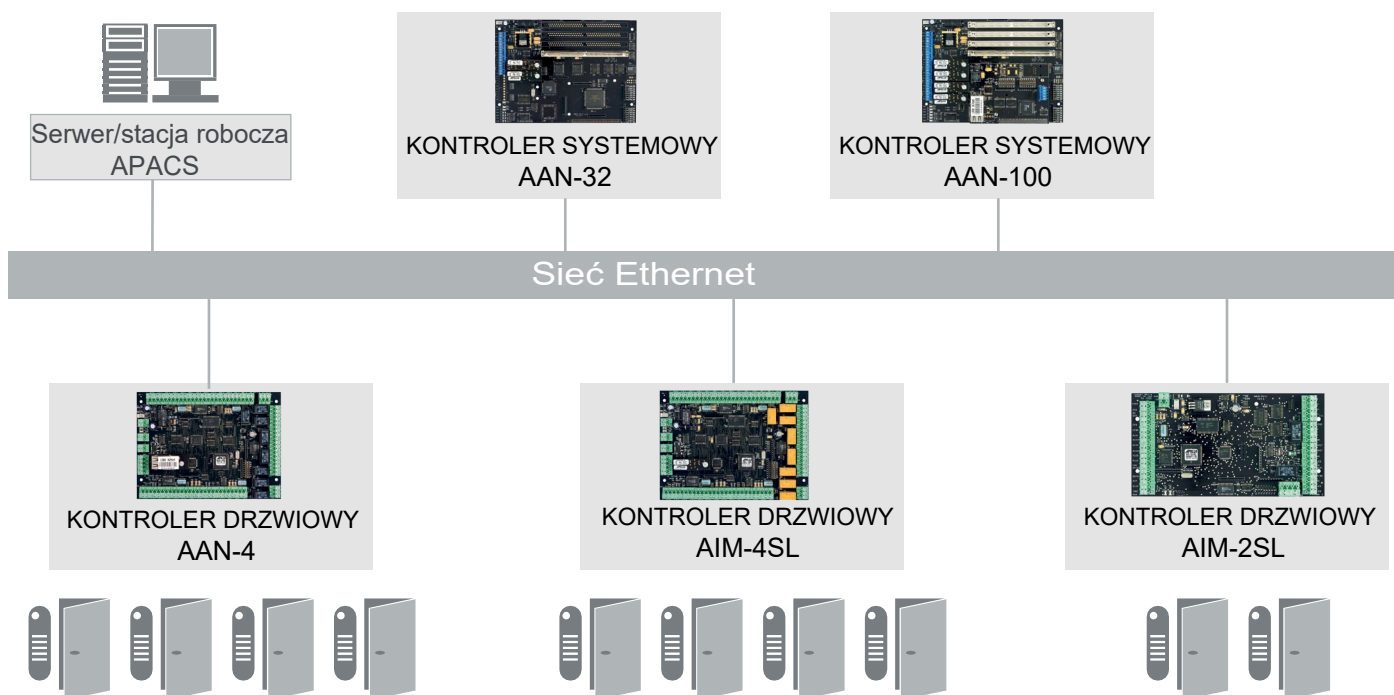 Serwer/stacja robocza
APACS
KONTROLER SYSTEMOWY
AAN-32
KONTROLER SYSTEMOWY
AAN-100
Sieć Ethernet
KONTROLER DRZWIOWY
AAN-4
KONTROLER DRZWIOWY
AIM-4SL
KONTROLER DRZWIOWY
AIM-2SL